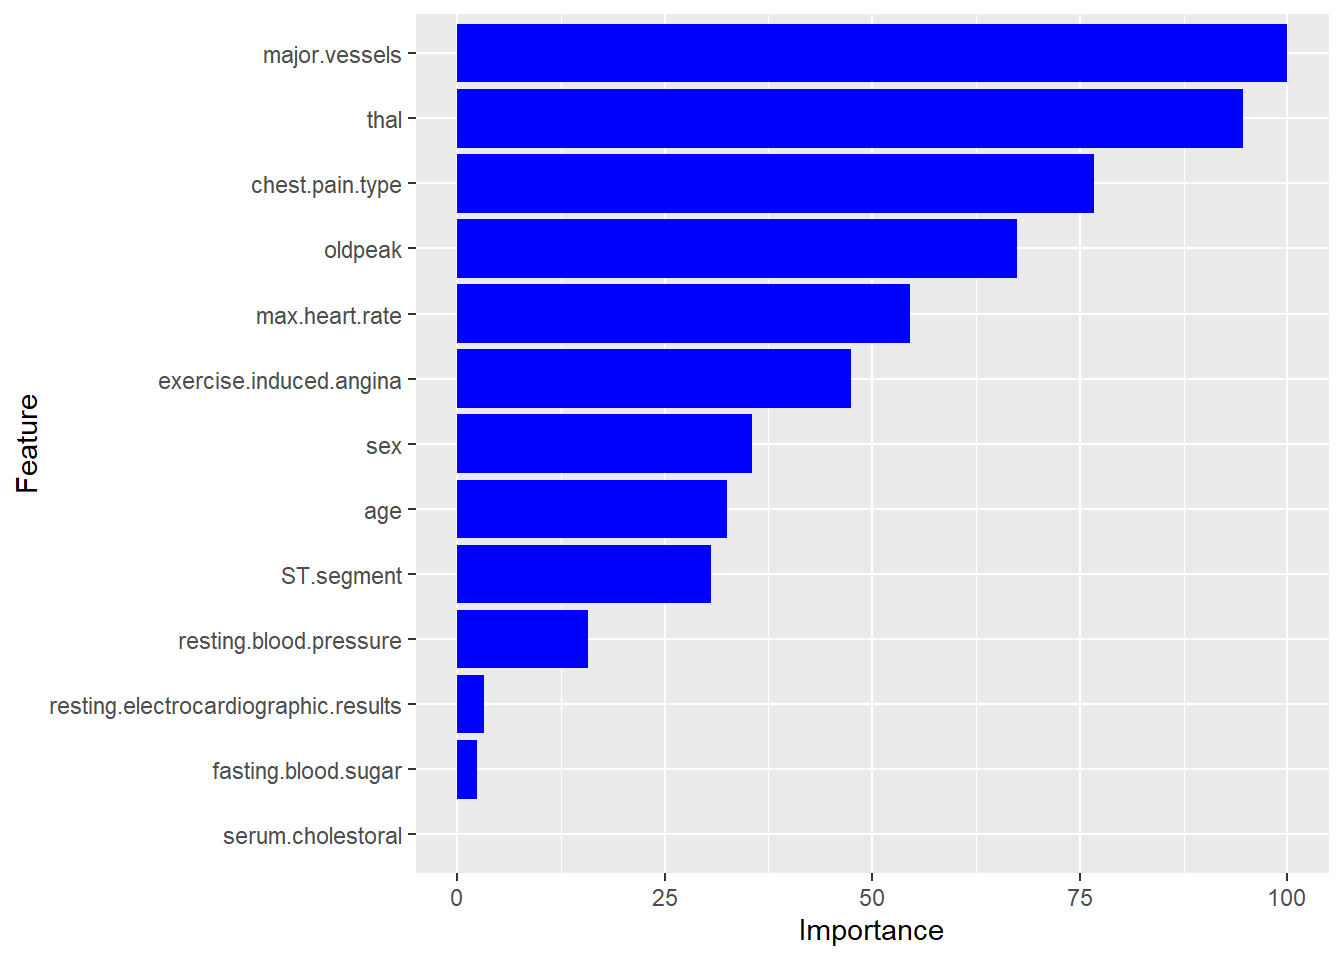 major.vessels
thal
chest.pain.type
oldpeak
max.heart.rate
exercise.induced.angina
sex
age
ST.segment
resting.blood.pressure
resting.electrocardiographic.results
fasting.blood.sugar
serum.cholestoral
Feature
0 25 50 75 100
Importance